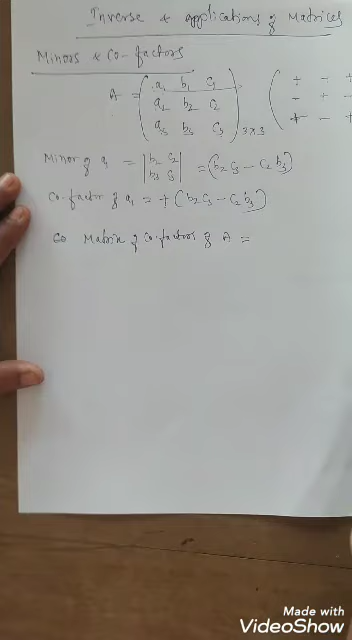 Inverse & applications of Matrices
Minors & Co-factors
A = ( a₁ b₁ c₁ ) ( + - +
a₂ b₂ c₂ - + -
a₃ b₃ c₃ ) 3×3 + - +
Minor of a₁ = | b₂ c₂ | = (b₂ c₃ - c₂ b₃)
| b₃ c₃ |
Co-factor of a₁ = + (b₂ c₃ - c₂ b₃)
Co Matrix of Co-factors of A =
Made with
VideoShow